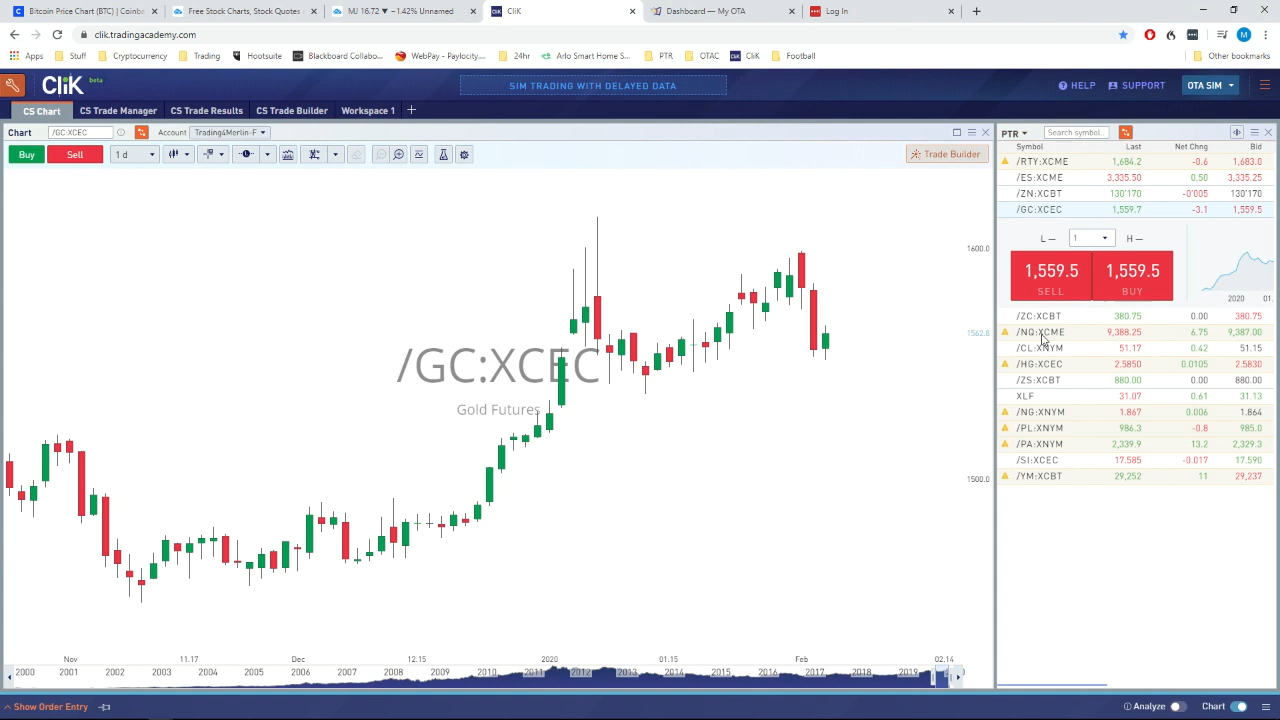 Bitcoin Price Chart (BTC) | Coinb
Free Stock Charts, Stock Quotes
MJ 16.72 ▼ −1.42% Unnamed
CliK
Dashboard — My OTA
Log In
clik.tradingacademy.com
M
Apps
Stuff
Cryptocurrency
Trading
Hootsuite
Blackboard Collabo...
WebPay - Paylocity...
24hr
Arlo Smart Home S...
PTR
OTAC
CliK
Football
Other bookmarks
CliK beta
SIM TRADING WITH DELAYED DATA
HELP
SUPPORT
OTA SIM
CS Chart
CS Trade Manager
CS Trade Results
CS Trade Builder
Workspace 1
Chart /GC:XCEC Account Trading4Merlin-F
Buy Sell 1 d Trade Builder
PTR Search symbol...
Symbol Last Net Chng Bid
/RTY:XCME 1,684.2 -0.6 1,683.0
/ES:XCME 3,335.50 0.50 3,335.25
/ZN:XCBT 130'170 -0'005 130'170
/GC:XCEC 1,559.7 -3.1 1,559.5
L — 1 H —
1,559.5 1,559.5
SELL BUY
2020 01.
/ZC:XCBT 380.75 0.00 380.75
/NQ:XCME 9,388.25 6.75 9,387.00
/CL:XNYM 51.17 0.42 51.15
/HG:XCEC 2.5850 0.0105 2.5830
/ZS:XCBT 880.00 0.00 880.00
XLF 31.07 0.61 31.13
/NG:XNYM 1.867 0.006 1.864
/PL:XNYM 986.3 -0.8 985.0
/PA:XNYM 2,339.9 13.2 2,329.3
/SI:XCEC 17.585 -0.017 17.590
/YM:XCBT 29,252 11 29,237
1600.0
1562.8
1500.0
/GC:XCEC
Gold Futures
Nov 11.17 Dec 12.15 2020 01.15 Feb 02.14
2000 2001 2002 2003 2004 2005 2006 2007 2008 2009 2010 2011 2012 2013 2014 2015 2016 2017 2018 2019
Show Order Entry
Analyze
Chart